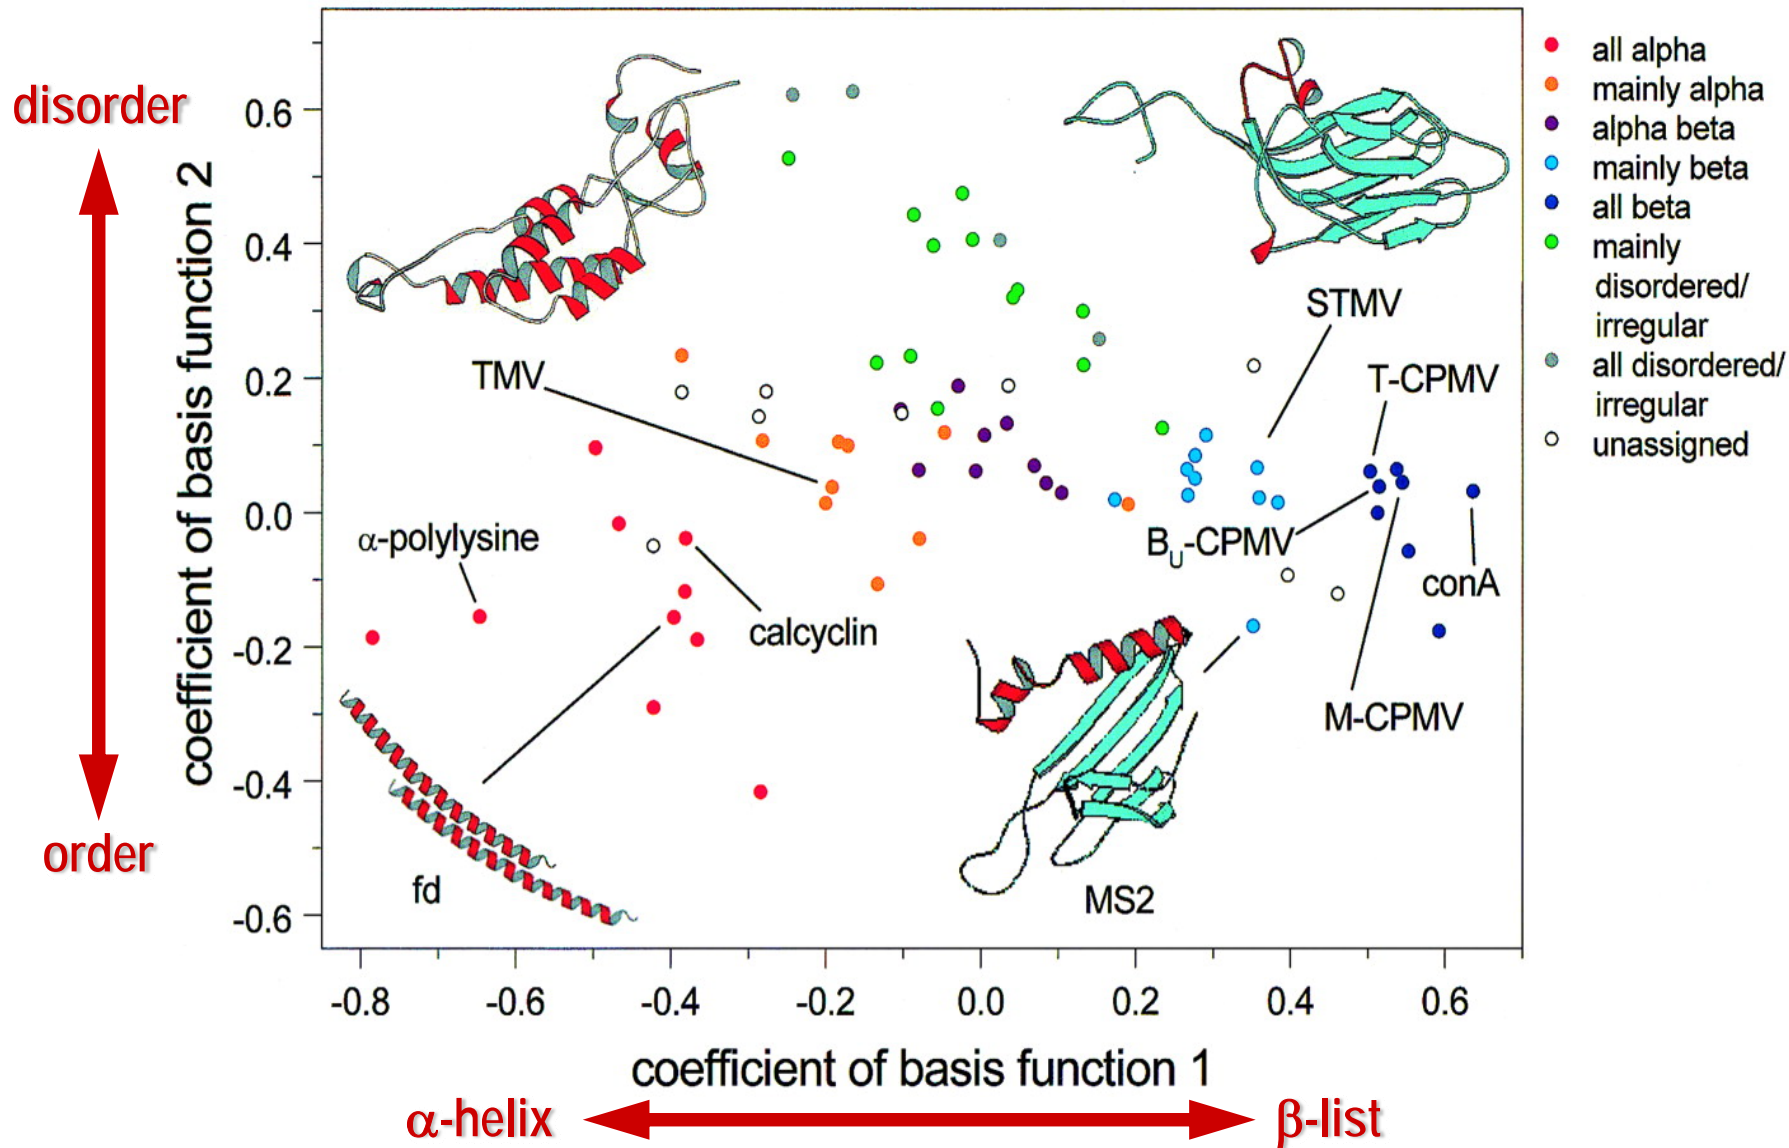 disorder
order
coefficient of basis function 2
0.6
0.4
0.2
0.0
-0.2
-0.4
-0.6
TMV
α-polylysine
calcyclin
fd
STMV
T-CPMV
BU-CPMV
conA
M-CPMV
MS2
all alpha
mainly alpha
alpha beta
mainly beta
all beta
mainly
disordered/
irregular
all disordered/
irregular
unassigned
-0.8 -0.6 -0.4 -0.2 0.0 0.2 0.4 0.6
coefficient of basis function 1
α-helix
β-list